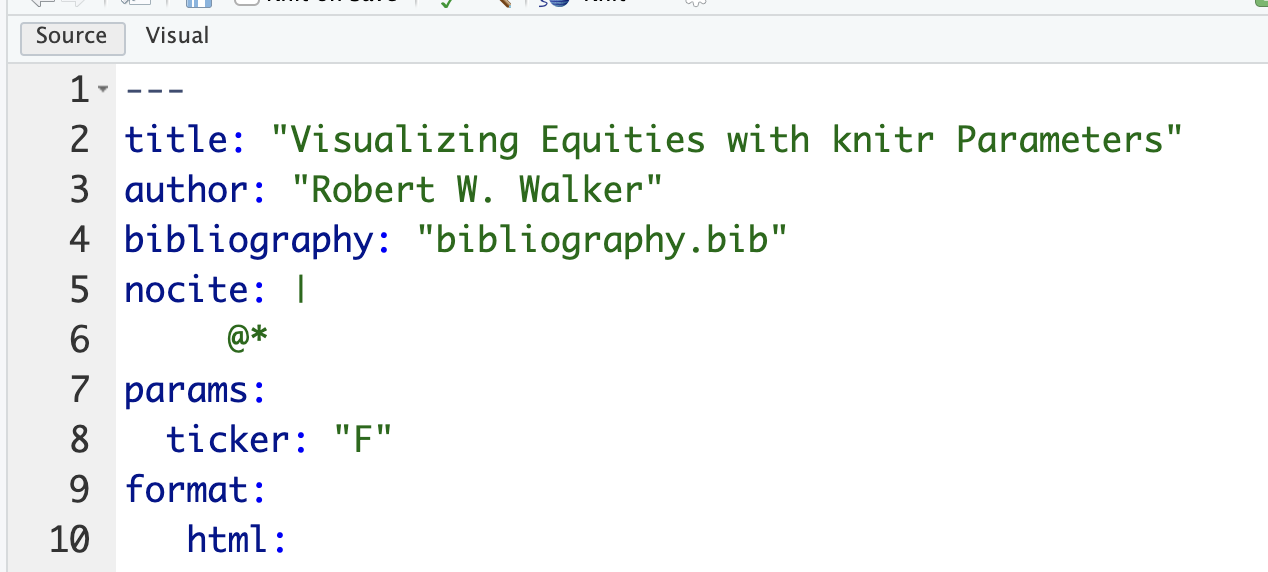 Source Visual
1 ---
2 title: "Visualizing Equities with knitr Parameters"
3 author: "Robert W. Walker"
4 bibliography: "bibliography.bib"
5 nocite: |
6      @*
7 params:
8   ticker: "F"
9 format:
10    html: